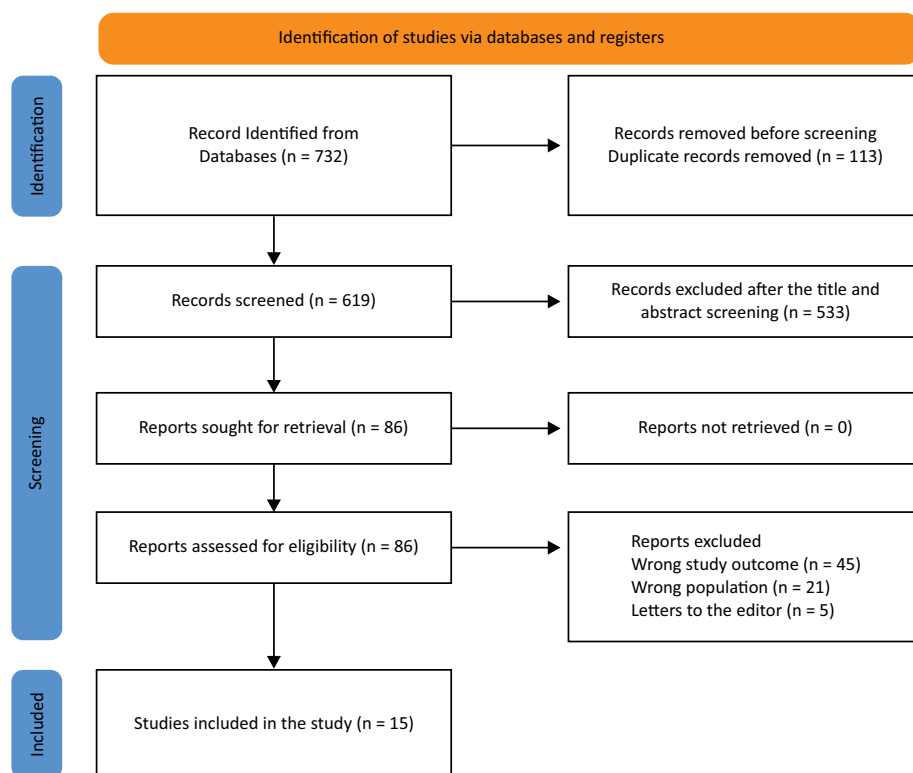 Identification of studies via databases and registers
Identification
Record Identified from
Databases (n = 732)
Records removed before screening
Duplicate records removed (n = 113)
Screening
Records screened (n = 619)
Records excluded after the title and
abstract screening (n = 533)
Reports sought for retrieval (n = 86)
Reports not retrieved (n = 0)
Reports assessed for eligibility (n = 86)
Reports excluded
Wrong study outcome (n = 45)
Wrong population (n = 21)
Letters to the editor (n = 5)
Included
Studies included in the study (n = 15)